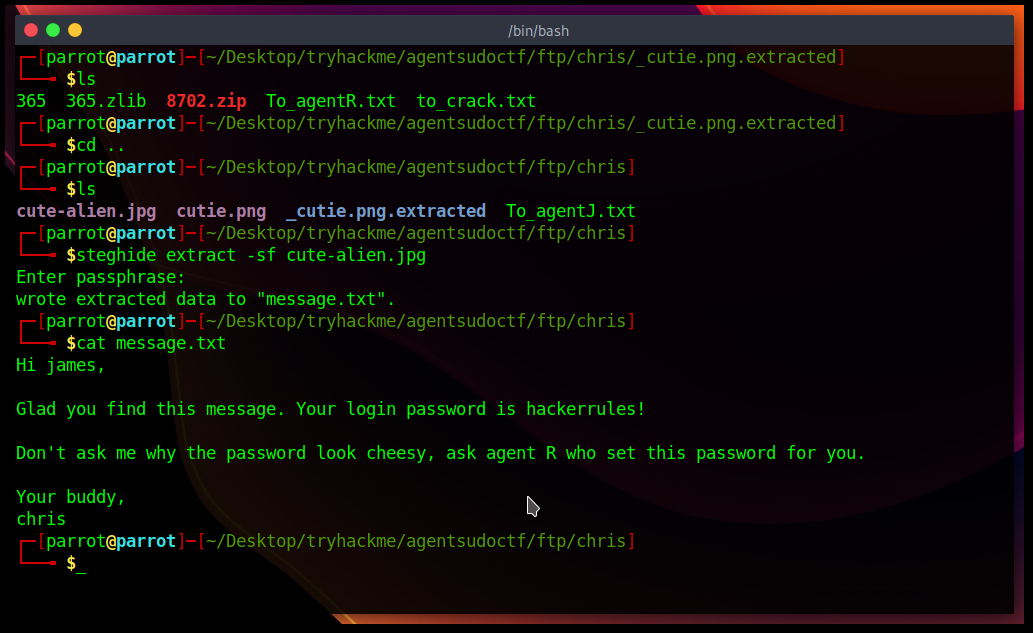 /bin/bash
┌─[parrot@parrot]─[~/Desktop/tryhackme/agentsudoctf/ftp/chris/_cutie.png.extracted]
└──╼ $ls
365  365.zlib  8702.zip  To_agentR.txt  to_crack.txt
┌─[parrot@parrot]─[~/Desktop/tryhackme/agentsudoctf/ftp/chris/_cutie.png.extracted]
└──╼ $cd ..
┌─[parrot@parrot]─[~/Desktop/tryhackme/agentsudoctf/ftp/chris]
└──╼ $ls
cute-alien.jpg  cutie.png  _cutie.png.extracted  To_agentJ.txt
┌─[parrot@parrot]─[~/Desktop/tryhackme/agentsudoctf/ftp/chris]
└──╼ $steghide extract -sf cute-alien.jpg
Enter passphrase:
wrote extracted data to "message.txt".
┌─[parrot@parrot]─[~/Desktop/tryhackme/agentsudoctf/ftp/chris]
└──╼ $cat message.txt
Hi james,
Glad you find this message. Your login password is hackerrules!
Don't ask me why the password look cheesy, ask agent R who set this password for you.
Your buddy,
chris
┌─[parrot@parrot]─[~/Desktop/tryhackme/agentsudoctf/ftp/chris]
└──╼ $_